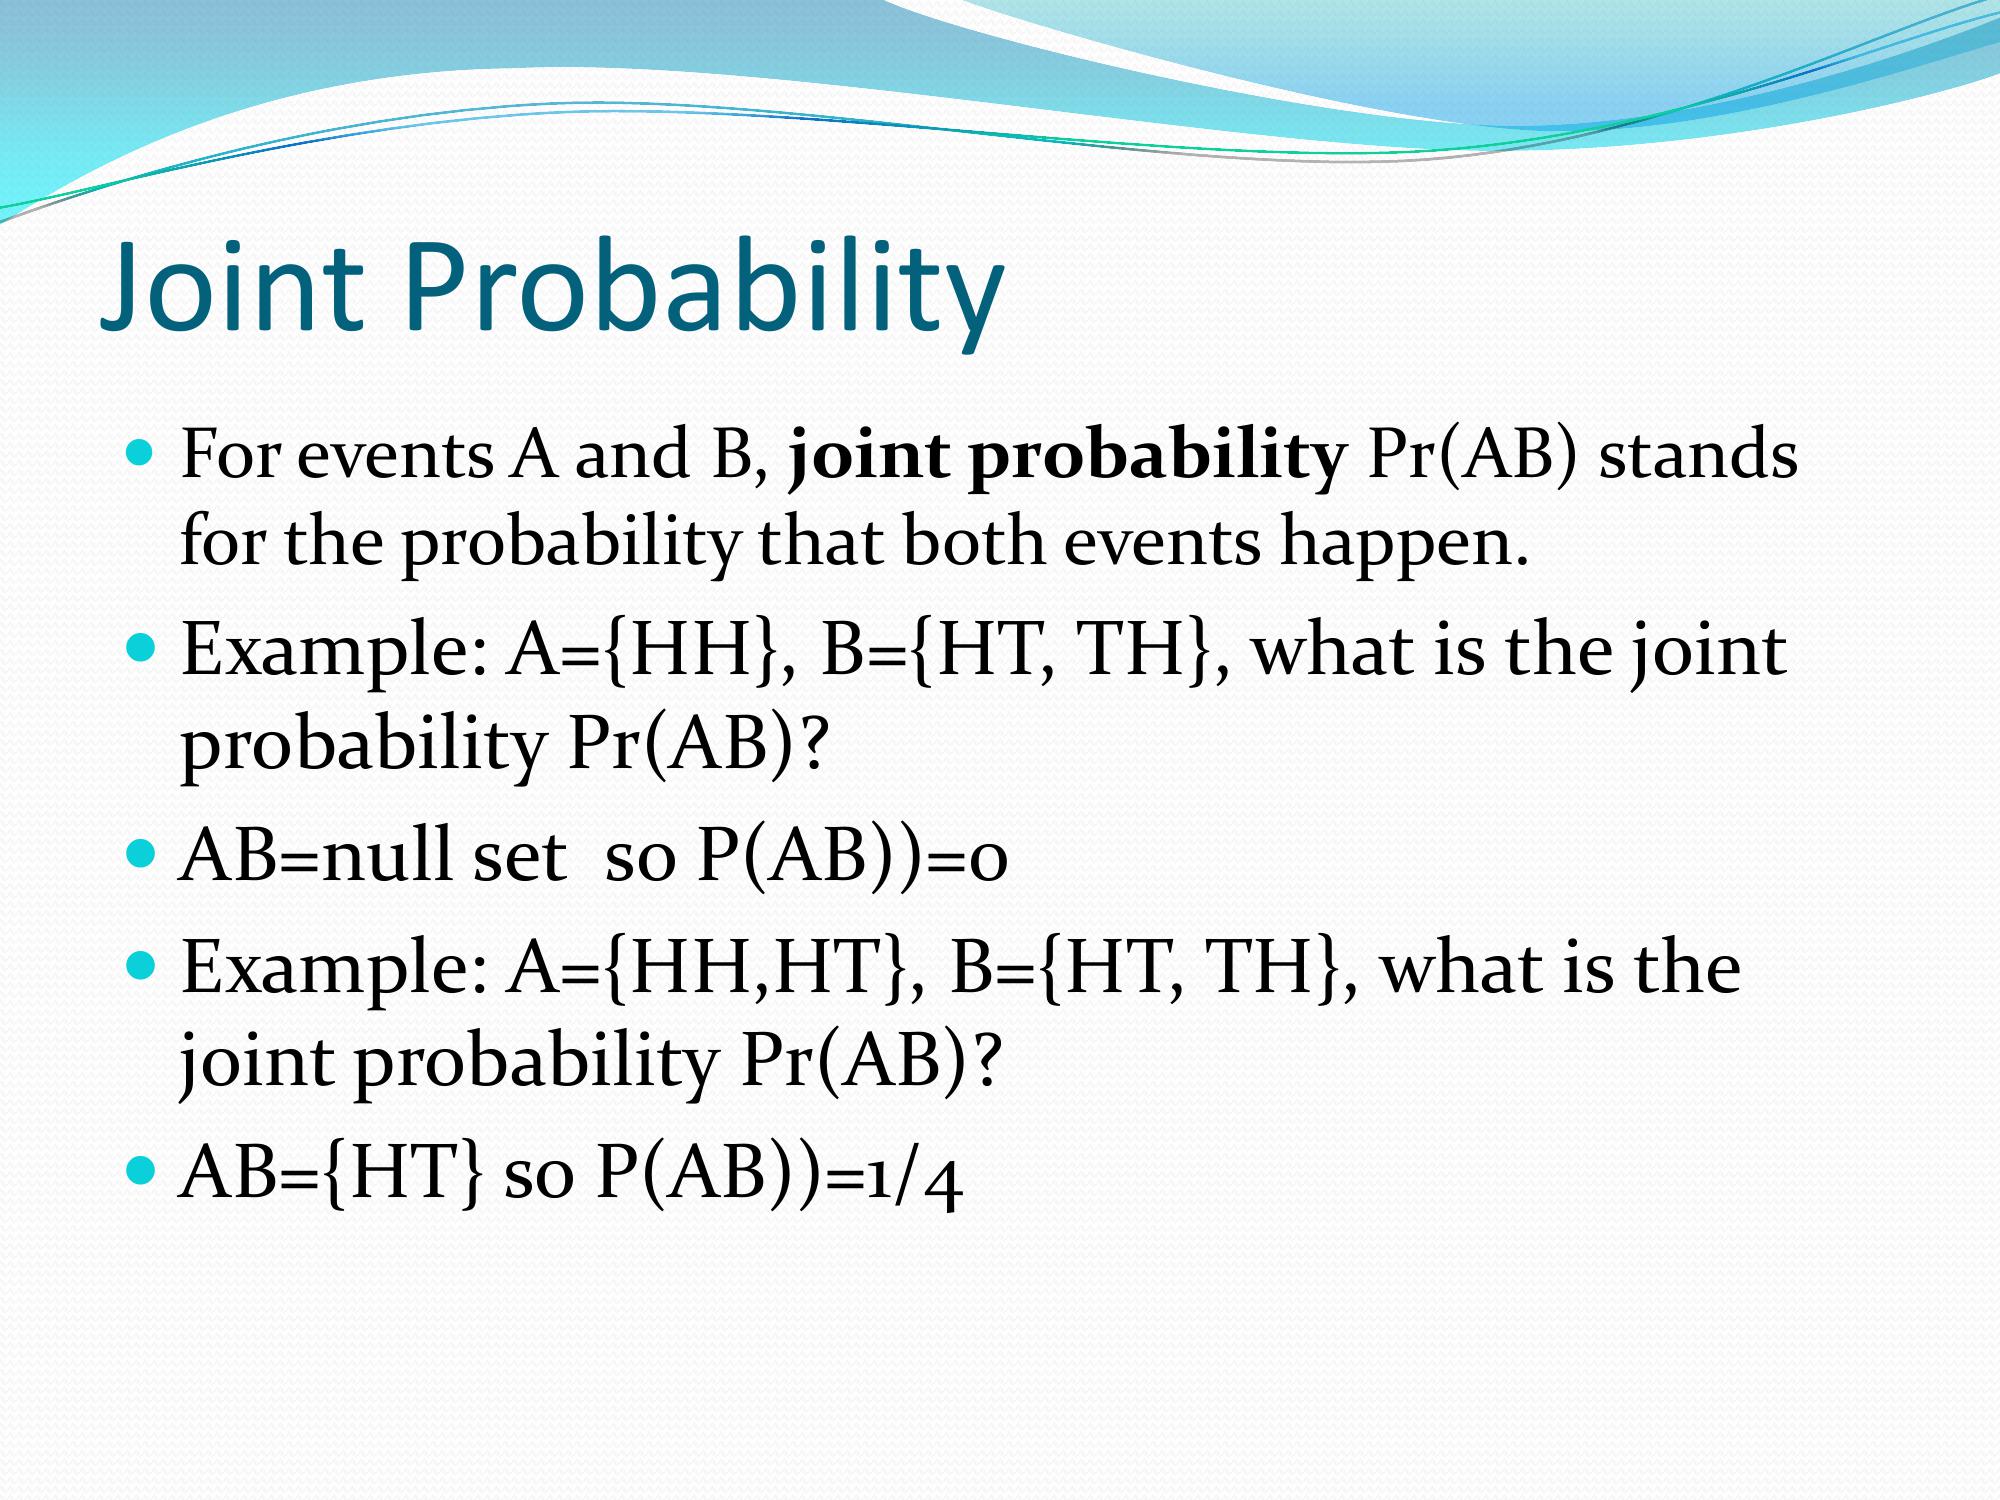 Joint Probability
• For events A and B, joint probability Pr(AB) stands
for the probability that both events happen.
• Example: A={HH}, B={HT, TH}, what is the joint
probability Pr(AB)?
• AB=null set  so P(AB))=0
• Example: A={HH,HT}, B={HT, TH}, what is the
joint probability Pr(AB)?
• AB={HT} so P(AB))=1/4